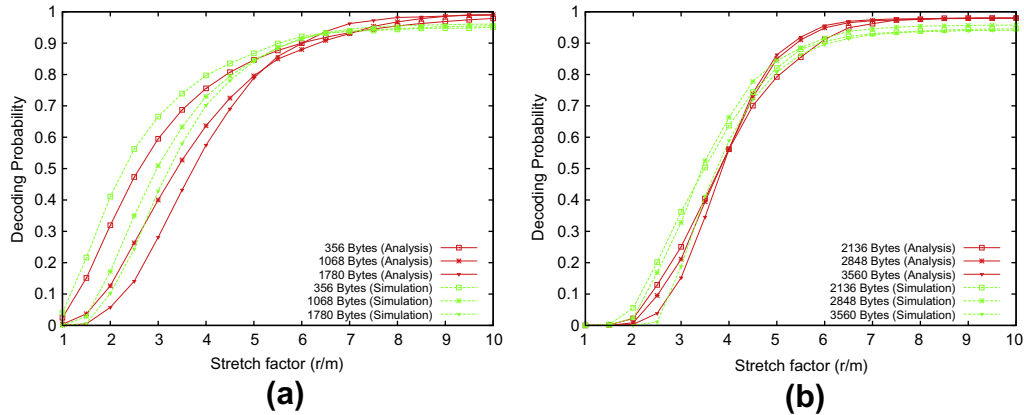 1
0.9
0.8
0.7
0.6
0.5
0.4
0.3
0.2
0.1
0
Decoding Probability
356 Bytes (Analysis)
1068 Bytes (Analysis)
1780 Bytes (Analysis)
356 Bytes (Simulation)
1068 Bytes (Simulation)
1780 Bytes (Simulation)
1 2 3 4 5 6 7 8 9 10
Stretch factor (r/m)
(a)
1
0.9
0.8
0.7
0.6
0.5
0.4
0.3
0.2
0.1
0
Decoding Probability
2136 Bytes (Analysis)
2848 Bytes (Analysis)
3560 Bytes (Analysis)
2136 Bytes (Simulation)
2848 Bytes (Simulation)
3560 Bytes (Simulation)
1 2 3 4 5 6 7 8 9 10
Stretch factor (r/m)
(b)